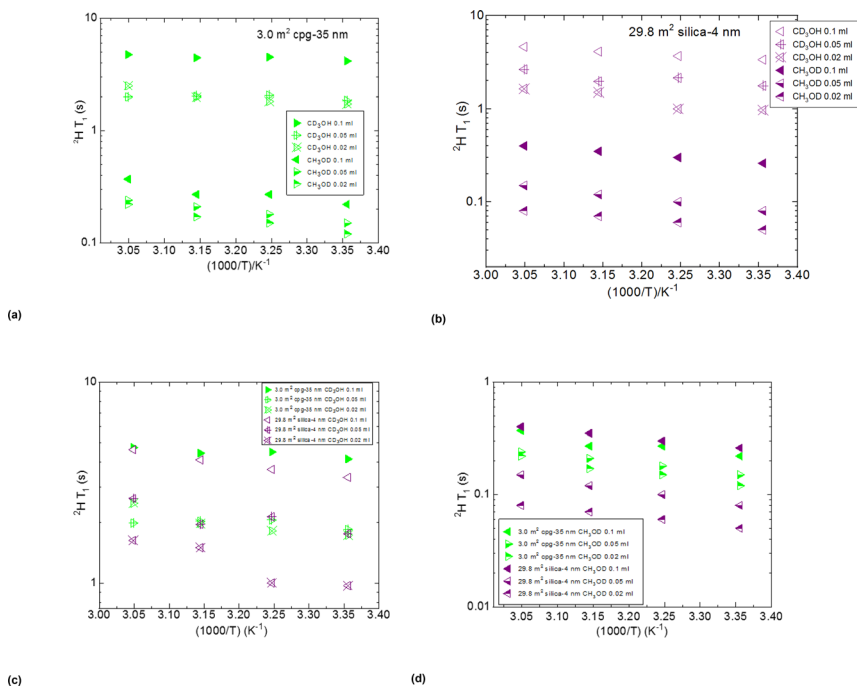 3.0 m² cpg-35 nm
10
1
0.1
²H T₁ (s)
CD₃OH 0.1 ml
CD₃OH 0.05 ml
CD₃OH 0.02 ml
CH₃OD 0.1 ml
CH₃OD 0.05 ml
CH₃OD 0.02 ml
3.05 3.10 3.15 3.20 3.25 3.30 3.35 3.40
(1000/T)/K⁻¹
(a)
29.8 m² silica-4 nm
10
1
0.1
²H T₁ (s)
CD₃OH 0.1 ml
CD₃OH 0.05 ml
CD₃OH 0.02 ml
CH₃OD 0.1 ml
CH₃OD 0.05 ml
CH₃OD 0.02 ml
3.00 3.05 3.10 3.15 3.20 3.25 3.30 3.35 3.40
(1000/T)/K⁻¹
(b)
10
1
²H T₁ (s)
3.0 m² cpg-35 nm CD₃OH 0.1 ml
3.0 m² cpg-35 nm CD₃OH 0.05 ml
3.0 m² cpg-35 nm CD₃OH 0.02 ml
29.8 m² silica-4 nm CD₃OH 0.1 ml
29.8 m² silica-4 nm CD₃OH 0.05 ml
29.8 m² silica-4 nm CD₃OH 0.02 ml
3.00 3.05 3.10 3.15 3.20 3.25 3.30 3.35 3.40
(1000/T) (K⁻¹)
(c)
1
0.1
0.01
²H T₁ (s)
3.0 m² cpg-35 nm CH₃OD 0.1 ml
3.0 m² cpg-35 nm CH₃OD 0.05 ml
3.0 m² cpg-35 nm CH₃OD 0.02 ml
29.8 m² silica-4 nm CH₃OD 0.1 ml
29.8 m² silica-4 nm CH₃OD 0.05 ml
29.8 m² silica-4 nm CH₃OD 0.02 ml
3.05 3.10 3.15 3.20 3.25 3.30 3.35 3.40
(1000/T) (K⁻¹)
(d)